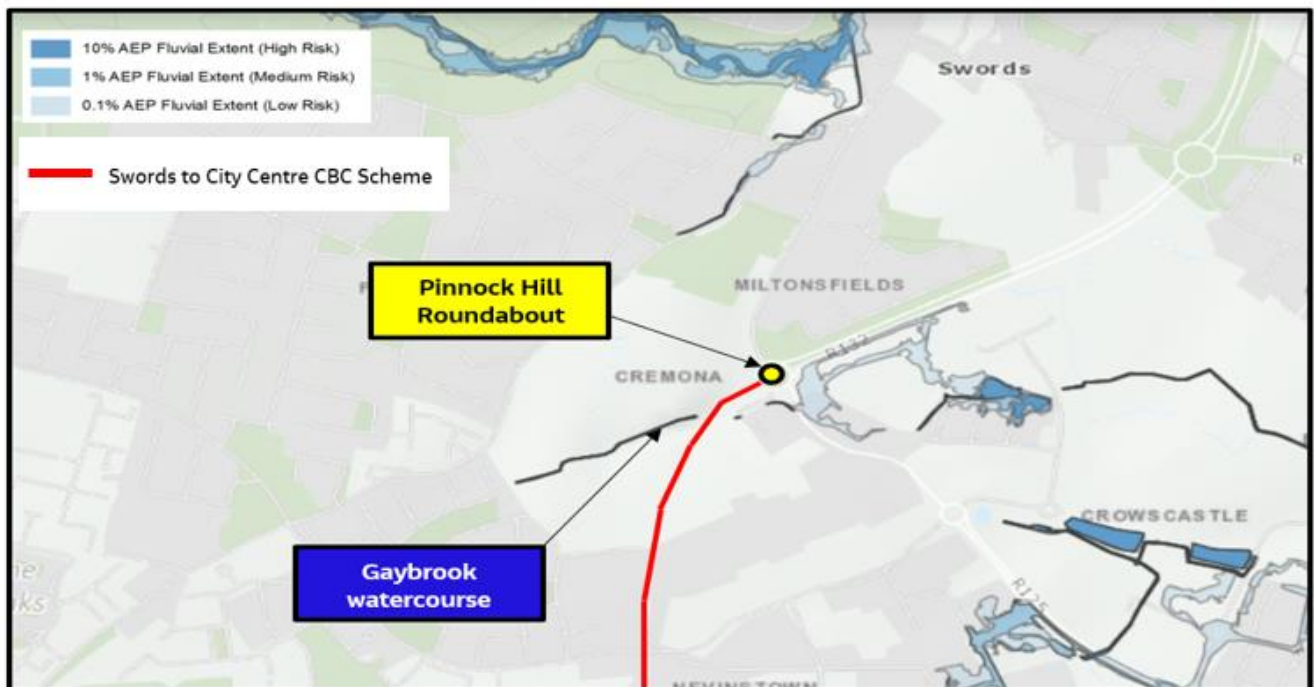 10% AEP Fluvial Extent (High Risk)
1% AEP Fluvial Extent (Medium Risk)
0.1% AEP Fluvial Extent (Low Risk)
Swords to City Centre CBC Scheme
Swords
R
Pinnock Hill
Roundabout
MILTONSFIELDS
R132
CREMONA
CROWSCASTLE
Gaybrook
watercourse
R125
NEVINSTOWN